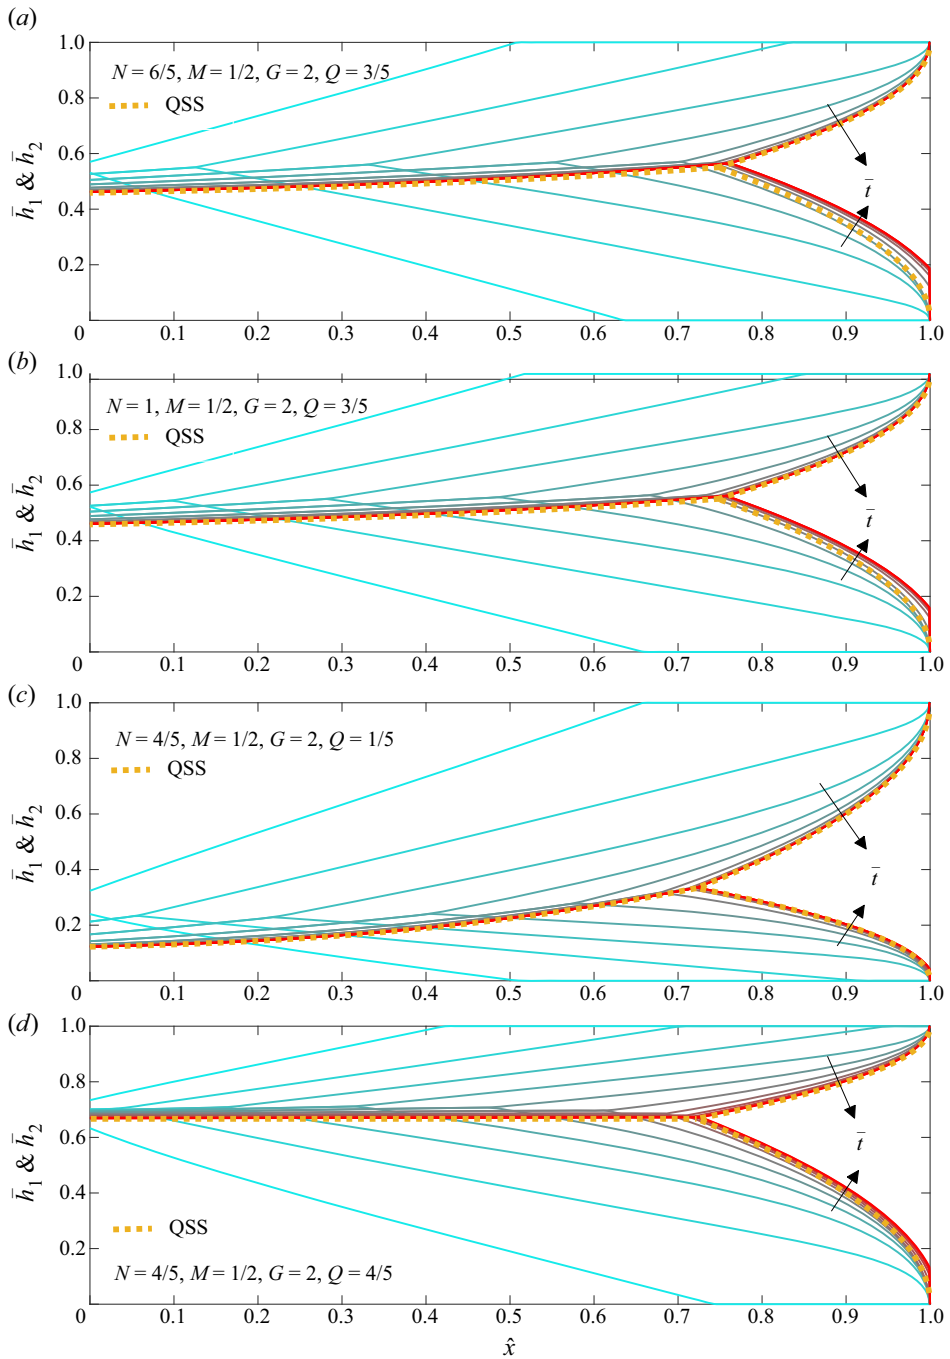 (a)
1.0
N = 6/5, M = 1/2, G = 2, Q = 3/5
QSS
0.8
0.6
h̄1 & h̄2
t̄
0.4
0.2
0 0.1 0.2 0.3 0.4 0.5 0.6 0.7 0.8 0.9 1.0
(b)
1.0
N = 1, M = 1/2, G = 2, Q = 3/5
QSS
0.8
0.6
h̄1 & h̄2
t̄
0.4
0.2
0 0.1 0.2 0.3 0.4 0.5 0.6 0.7 0.8 0.9 1.0
(c)
1.0
N = 4/5, M = 1/2, G = 2, Q = 1/5
QSS
0.8
0.6
h̄1 & h̄2
t̄
0.4
0.2
0 0.1 0.2 0.3 0.4 0.5 0.6 0.7 0.8 0.9 1.0
(d)
1.0
0.8
0.6
h̄1 & h̄2
t̄
0.4
QSS
0.2
N = 4/5, M = 1/2, G = 2, Q = 4/5
0 0.1 0.2 0.3 0.4 0.5 0.6 0.7 0.8 0.9 1.0
x̂